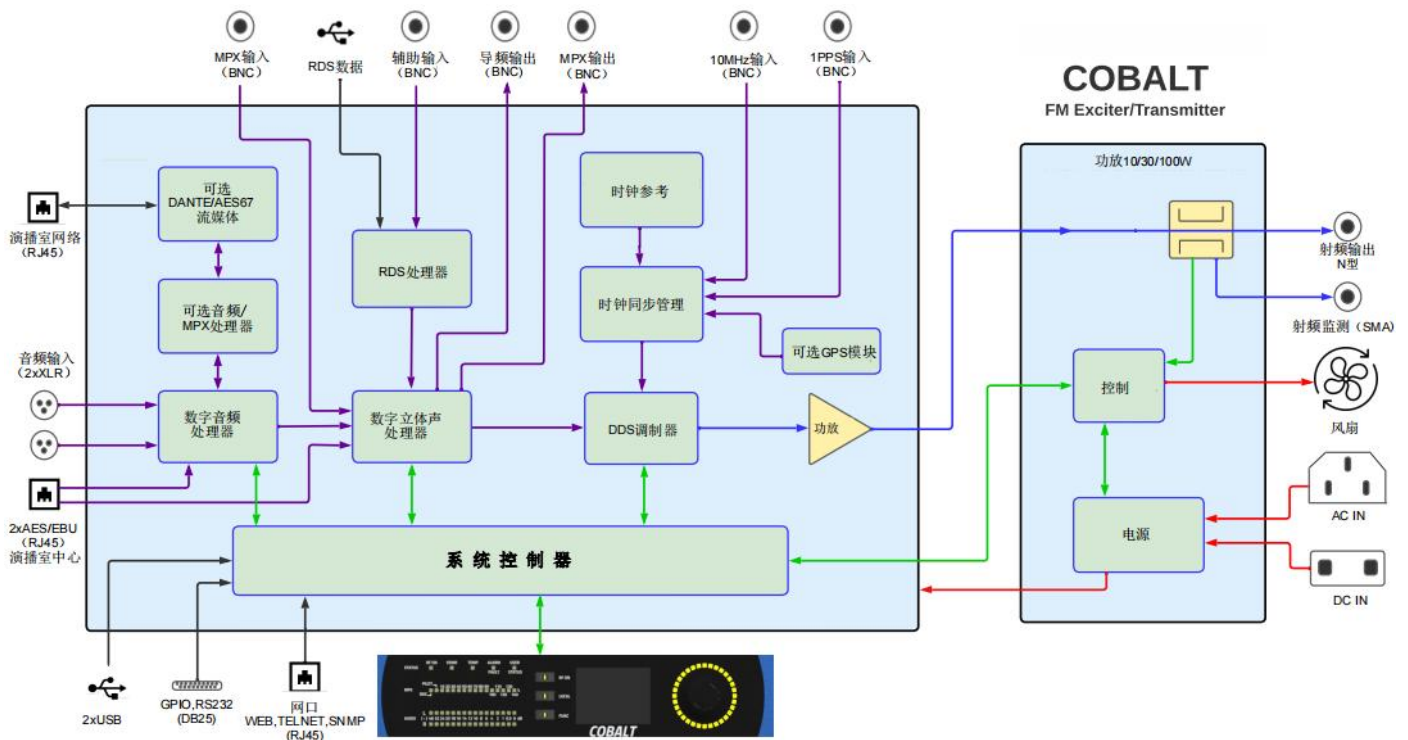 MPX输入
（BNC）
RDS数据
辅助输入
（BNC）
导频输出
（BNC）
MPX输出
（BNC）
10MHz输入
（BNC）
1PPS输入
（BNC）
COBALT
FM Exciter/Transmitter
功放10/30/100W
可选
DANTE/AES67
流媒体
时钟参考
演播室网络
（RJ45）
RDS处理器
射频输出
N型
可选音频/
MPX处理器
时钟同步管理
射频监测（SMA）
可选GPS模块
音频输入
（2xXLR）
控制
数字音频
处理器
数字立体声
处理器
DDS调制器
功放
风扇
2xAES/EBU
（RJ45）
演播室中心
AC IN
电源
系统控制器
DC IN
2xUSB
GPIO,RS232
(DB25)
网口
WEB,TELNET,SNMP
(RJ45)
COBALT